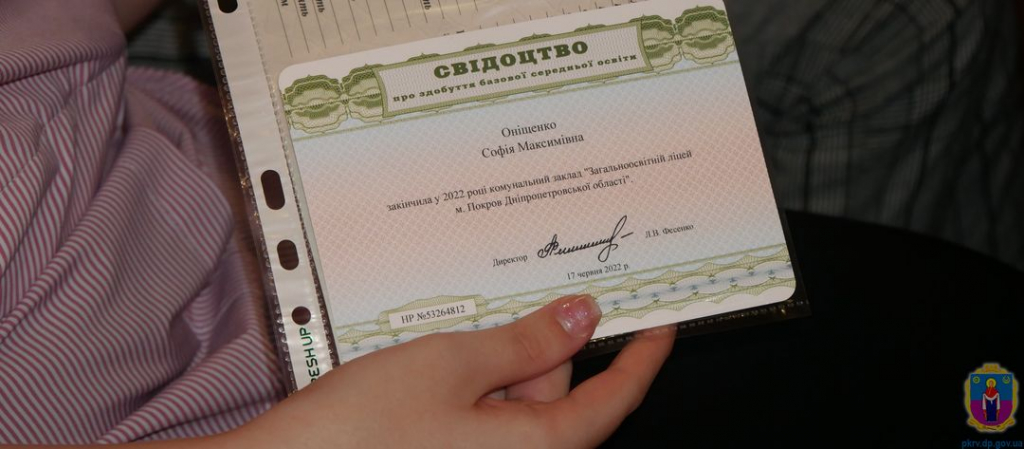 СВІДОЦТВО
про здобуття базової середньої освіти
Оніщенко
Софія Максимівна
закінчила у 2022 році комунальний заклад "Загальноосвітній ліцей
м. Покров Дніпропетровської області".
Директор
Л.И. Фесенко
17 червня 2022 р.
НР №53264812
ESH UP
pkrv.dp.gov.ua